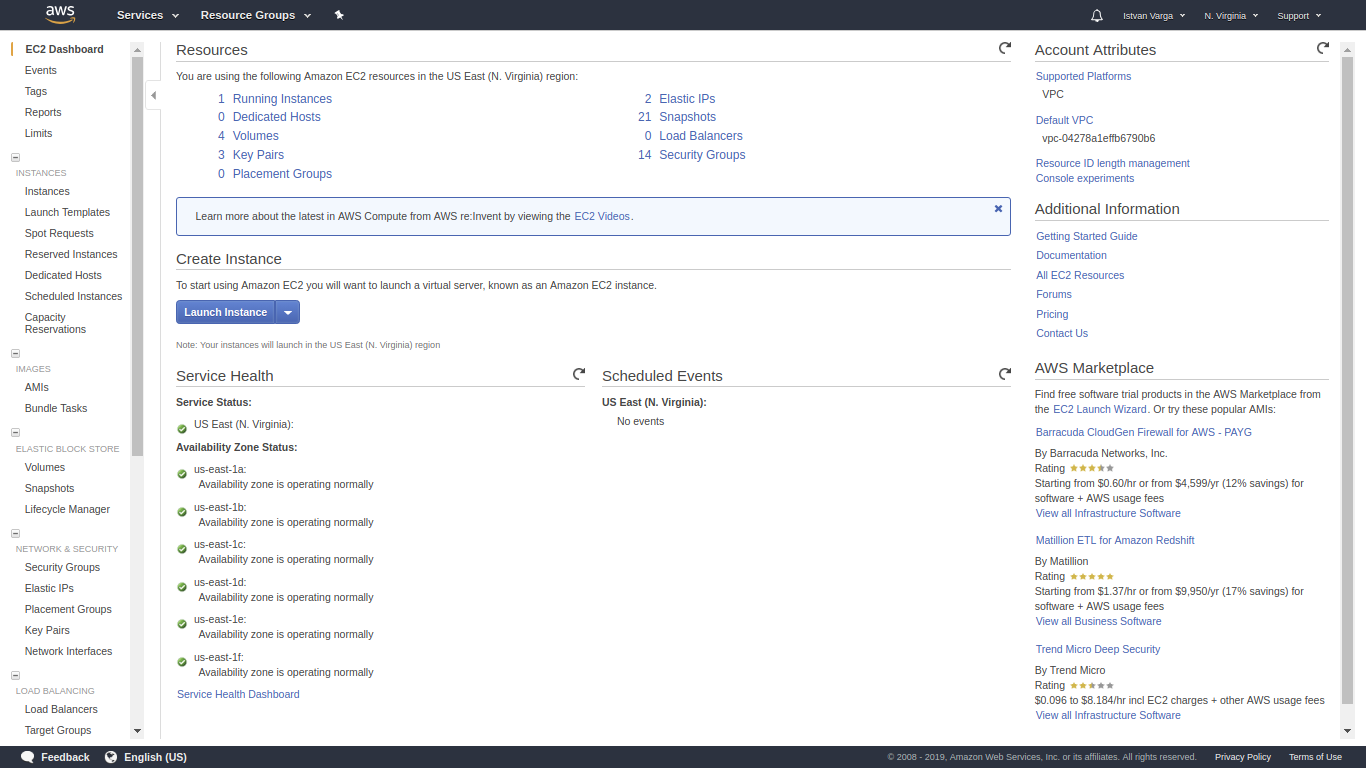 aws
Services
Resource Groups
Istvan Varga
N. Virginia
Support
EC2 Dashboard
Events
Tags
Reports
Limits
INSTANCES
Instances
Launch Templates
Spot Requests
Reserved Instances
Dedicated Hosts
Scheduled Instances
Capacity
Reservations
IMAGES
AMIs
Bundle Tasks
ELASTIC BLOCK STORE
Volumes
Snapshots
Lifecycle Manager
NETWORK & SECURITY
Security Groups
Elastic IPs
Placement Groups
Key Pairs
Network Interfaces
LOAD BALANCING
Load Balancers
Target Groups
Resources
You are using the following Amazon EC2 resources in the US East (N. Virginia) region:
1 Running Instances
0 Dedicated Hosts
4 Volumes
3 Key Pairs
0 Placement Groups
2 Elastic IPs
21 Snapshots
0 Load Balancers
14 Security Groups
Learn more about the latest in AWS Compute from AWS re:Invent by viewing the EC2 Videos.
Create Instance
To start using Amazon EC2 you will want to launch a virtual server, known as an Amazon EC2 instance.
Launch Instance
Note: Your instances will launch in the US East (N. Virginia) region
Service Health
Service Status:
US East (N. Virginia):
Availability Zone Status:
us-east-1a:
Availability zone is operating normally
us-east-1b:
Availability zone is operating normally
us-east-1c:
Availability zone is operating normally
us-east-1d:
Availability zone is operating normally
us-east-1e:
Availability zone is operating normally
us-east-1f:
Availability zone is operating normally
Service Health Dashboard
Scheduled Events
US East (N. Virginia):
No events
Account Attributes
Supported Platforms
VPC
Default VPC
vpc-04278a1effb6790b6
Resource ID length management
Console experiments
Additional Information
Getting Started Guide
Documentation
All EC2 Resources
Forums
Pricing
Contact Us
AWS Marketplace
Find free software trial products in the AWS Marketplace from
the EC2 Launch Wizard. Or try these popular AMIs:
Barracuda CloudGen Firewall for AWS - PAYG
By Barracuda Networks, Inc.
Rating
Starting from $0.60/hr or from $4,599/yr (12% savings) for
software + AWS usage fees
View all Infrastructure Software
Matillion ETL for Amazon Redshift
By Matillion
Rating
Starting from $1.37/hr or from $9,950/yr (17% savings) for
software + AWS usage fees
View all Business Software
Trend Micro Deep Security
By Trend Micro
Rating
$0.096 to $8.184/hr incl EC2 charges + other AWS usage fees
View all Infrastructure Software
Feedback
English (US)
© 2008 - 2019, Amazon Web Services, Inc. or its affiliates. All rights reserved.
Privacy Policy
Terms of Use